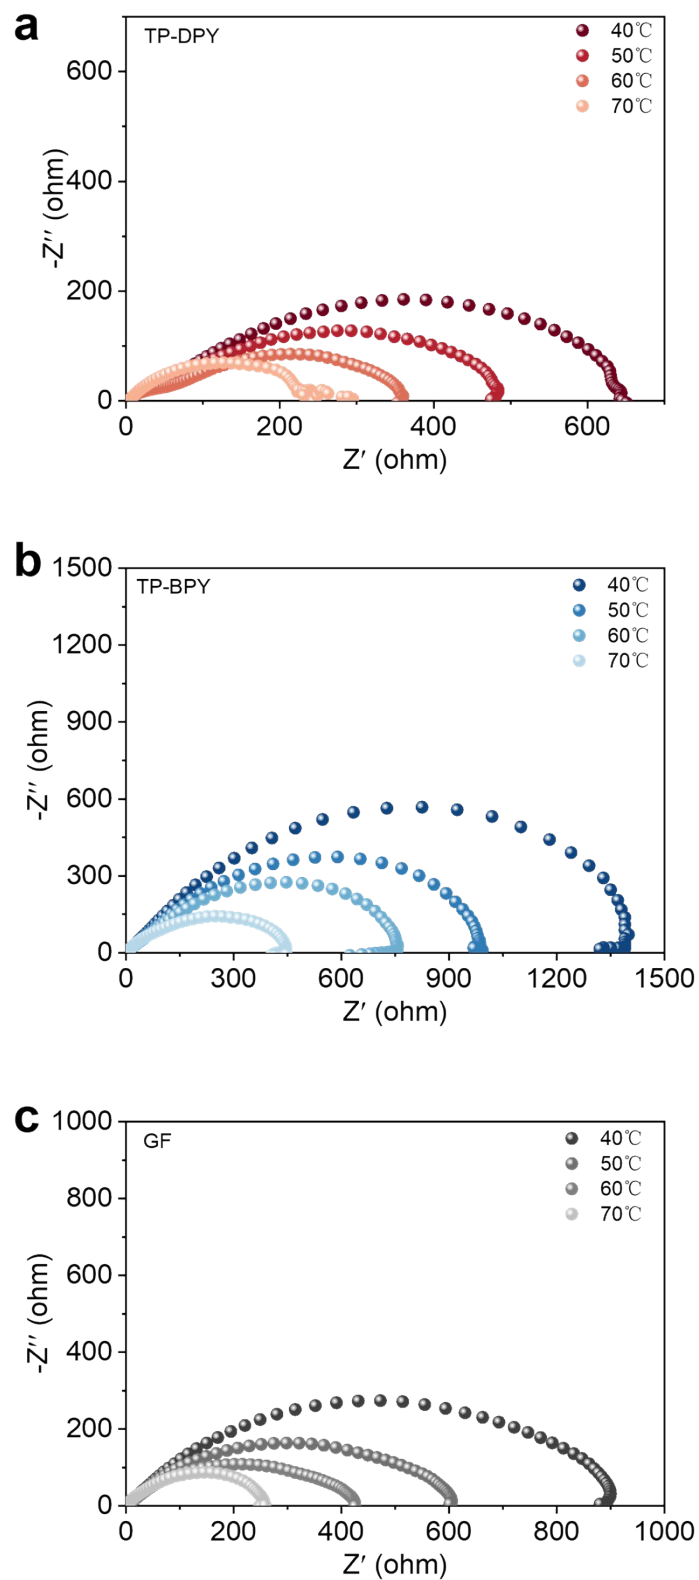 a
TP-DPY
40℃
50℃
60℃
70℃
600
400
200
0
-Z′′ (ohm)
0 200 400 600
Z′ (ohm)
b
TP-BPY
40℃
50℃
60℃
70℃
1500
1200
900
600
300
0
-Z′′ (ohm)
0 300 600 900 1200 1500
Z′ (ohm)
c
GF
40℃
50℃
60℃
70℃
1000
800
600
400
200
0
-Z′′ (ohm)
0 200 400 600 800 1000
Z′ (ohm)